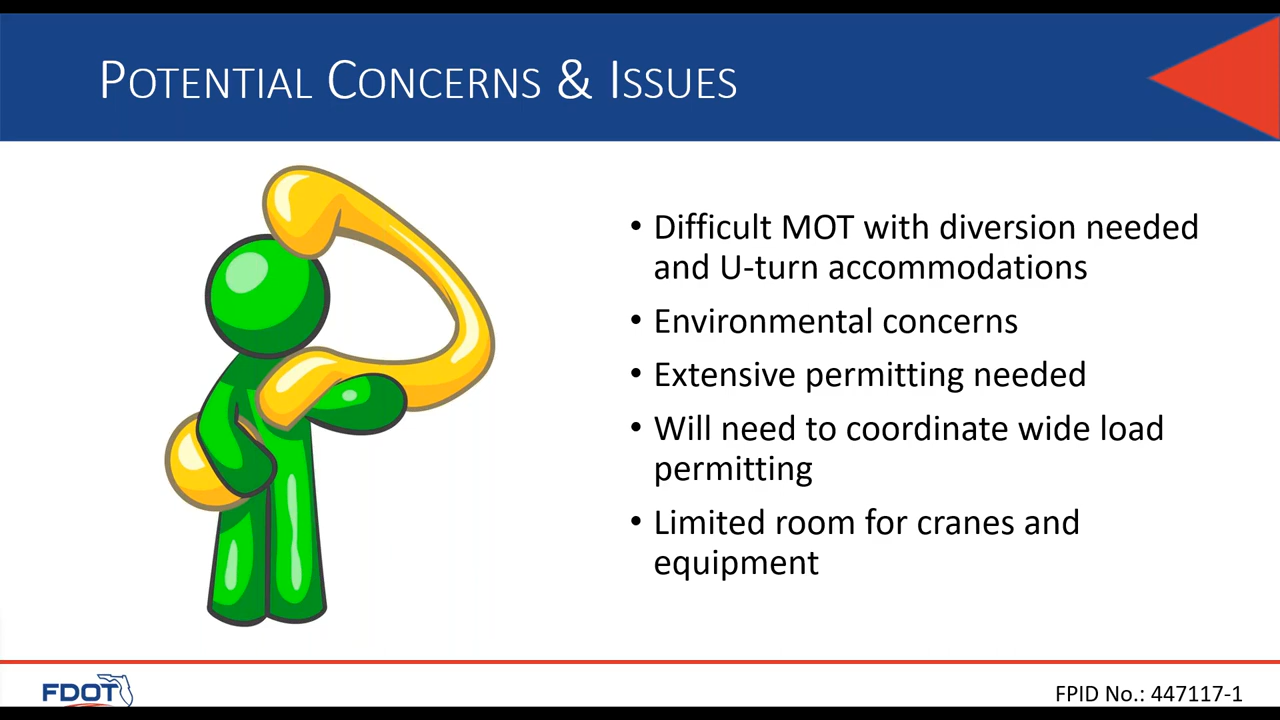 POTENTIAL CONCERNS & ISSUES
• Difficult MOT with diversion needed
and U-turn accommodations
• Environmental concerns
• Extensive permitting needed
• Will need to coordinate wide load
permitting
• Limited room for cranes and
equipment
FDOT
FPID No.: 447117-1